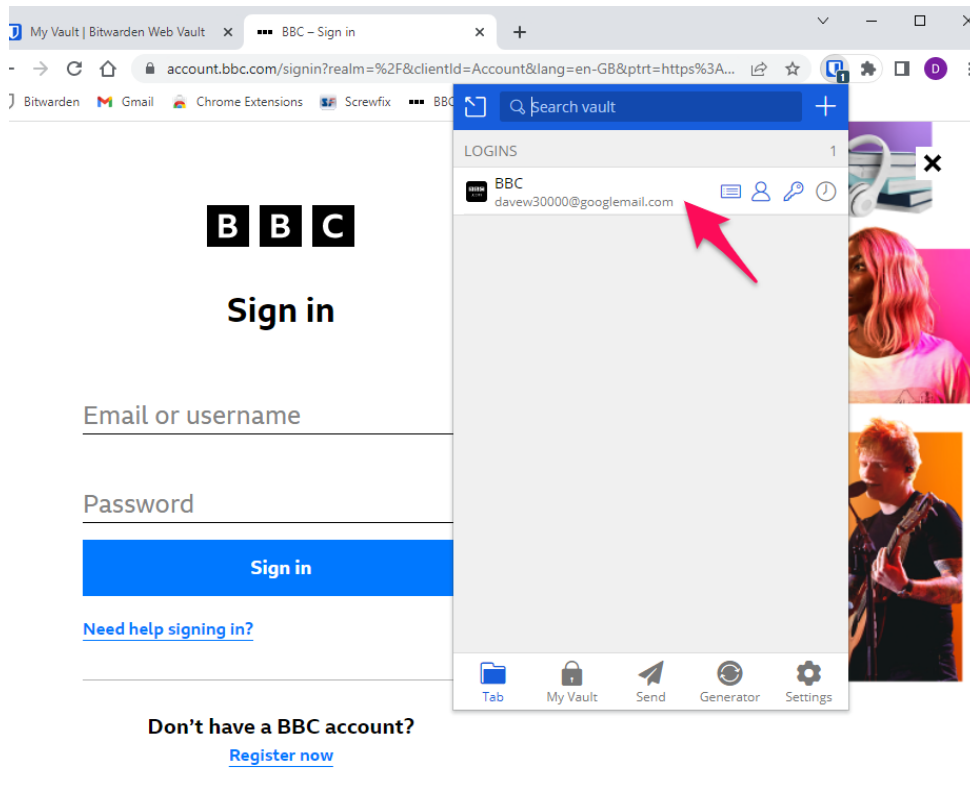 My Vault | Bitwarden Web Vault
BBC – Sign in
account.bbc.com/signin?realm=%2F&clientId=Account&lang=en-GB&ptrt=https%3A...
1
D
Bitwarden
Gmail
Chrome Extensions
Screwfix
BBC
Search vault
LOGINS
1
BBC
davew30000@googlemail.com
B B C
Sign in
Email or username
Password
Sign in
Need help signing in?
Don't have a BBC account?
Register now
Tab
My Vault
Send
Generator
Settings